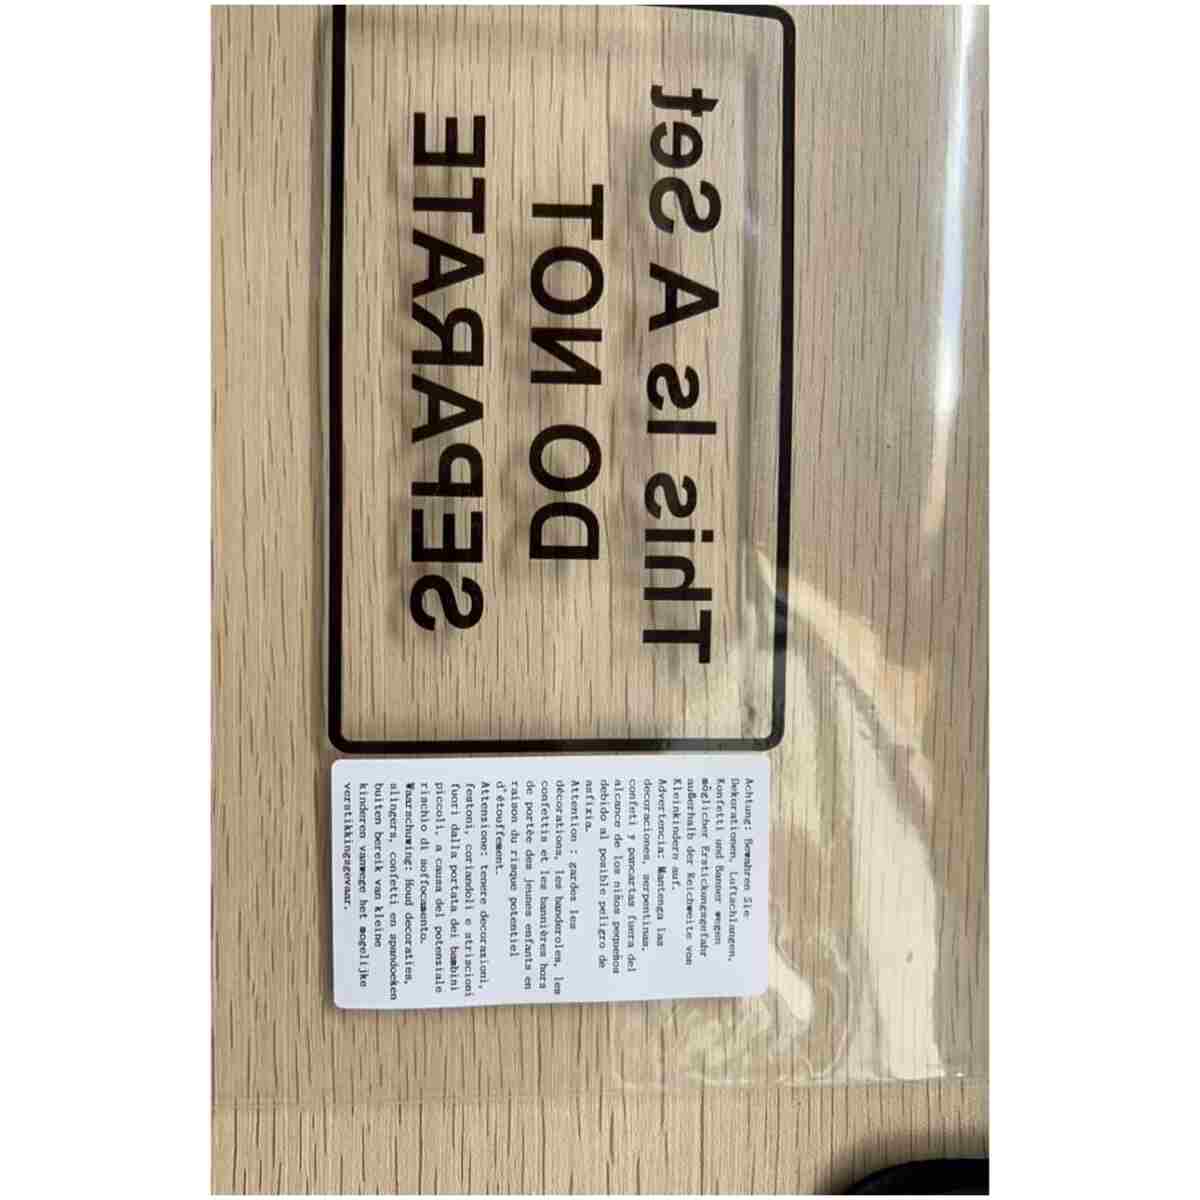 This Is A Set
DO NOT
SEPARATE
Achtung: Bewahren Sie
Dekorationen, Luftschlangen,
Konfetti und Banner wegen
möglicher Erstickungsgefahr
außerhalb der Reichweite von
Kleinkindern auf.
Advertencia: Mantenga las
decoraciones, serpentinas,
confeti y pancartas fuera del
alcance de los niños pequeños
debido al posible peligro de
asfixia.
Attention : gardes les
décorations, les banderoles, les
confettis et les bannières hors
de portée des jeunes enfants en
raison du risque potentiel
d'étouffement.
Attenzione: tenere decorazioni,
festoni, coriandoli e striscioni
fuori dalla portata dei bambini
piccoli, a causa del potenziale
rischio di soffocamento.
Waarschuwing: Houd decoraties,
slingers, confetti en spandoeken
buiten bereik van kleine
kinderen vanwege het mogelijke
verstikkingsgevaar.